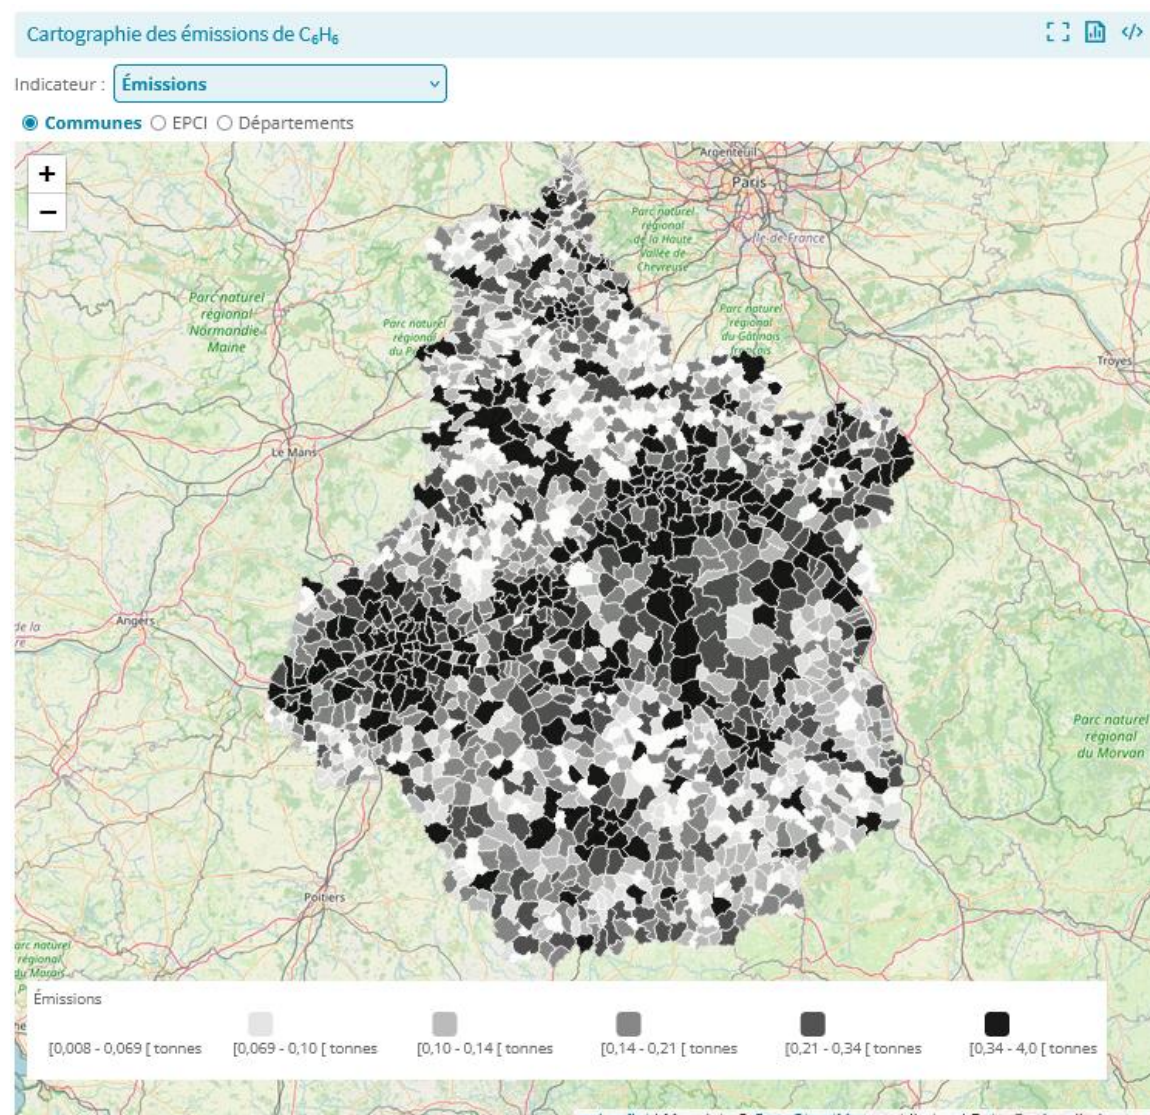 Cartographie des émissions de C₆H₆
Indicateur : Émissions
Communes EPCI Départements
+
−
Argenteuil
Paris
Parc naturel
régional
de la Haute
Vallée de
Chevreuse
Île-de-France
Parc naturel
régional
Normandie-
Maine
Parc naturel
régional
du
Parc naturel
régional
du Gâtinais
français
Troyes
Le Mans
Angers
de la
Parc naturel
régional
du Morvan
Poitiers
arc naturel
régional
du Marais
P
Émissions
[0,008 - 0,069 [ tonnes
[0,069 - 0,10 [ tonnes
[0,10 - 0,14 [ tonnes
[0,14 - 0,21 [ tonnes
[0,21 - 0,34 [ tonnes
[0,34 - 4,0 [ tonnes